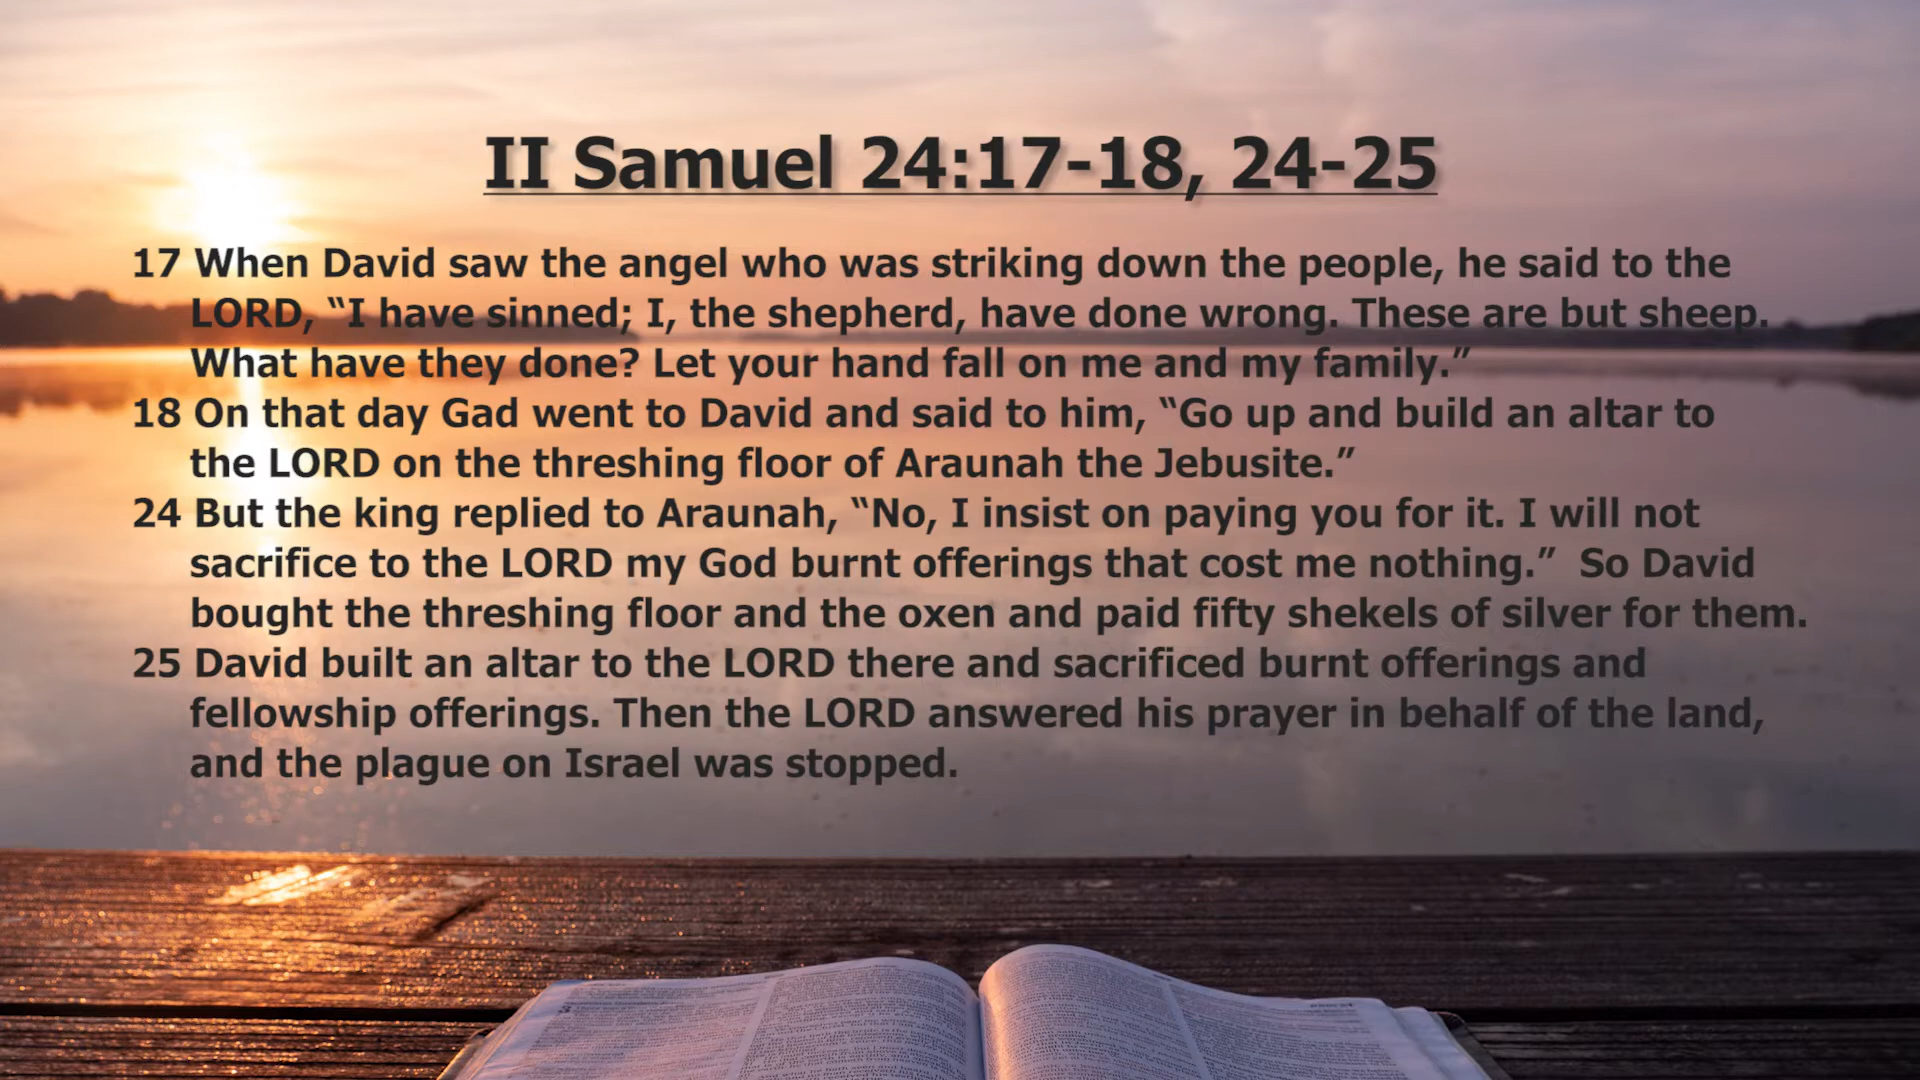 II Samuel 24:17-18, 24-25
17 When David saw the angel who was striking down the people, he said to the
LORD, “I have sinned; I, the shepherd, have done wrong. These are but sheep.
What have they done? Let your hand fall on me and my family.”
18 On that day Gad went to David and said to him, “Go up and build an altar to
the LORD on the threshing floor of Araunah the Jebusite.”
24 But the king replied to Araunah, “No, I insist on paying you for it. I will not
sacrifice to the LORD my God burnt offerings that cost me nothing.”  So David
bought the threshing floor and the oxen and paid fifty shekels of silver for them.
25 David built an altar to the LORD there and sacrificed burnt offerings and
fellowship offerings. Then the LORD answered his prayer in behalf of the land,
and the plague on Israel was stopped.